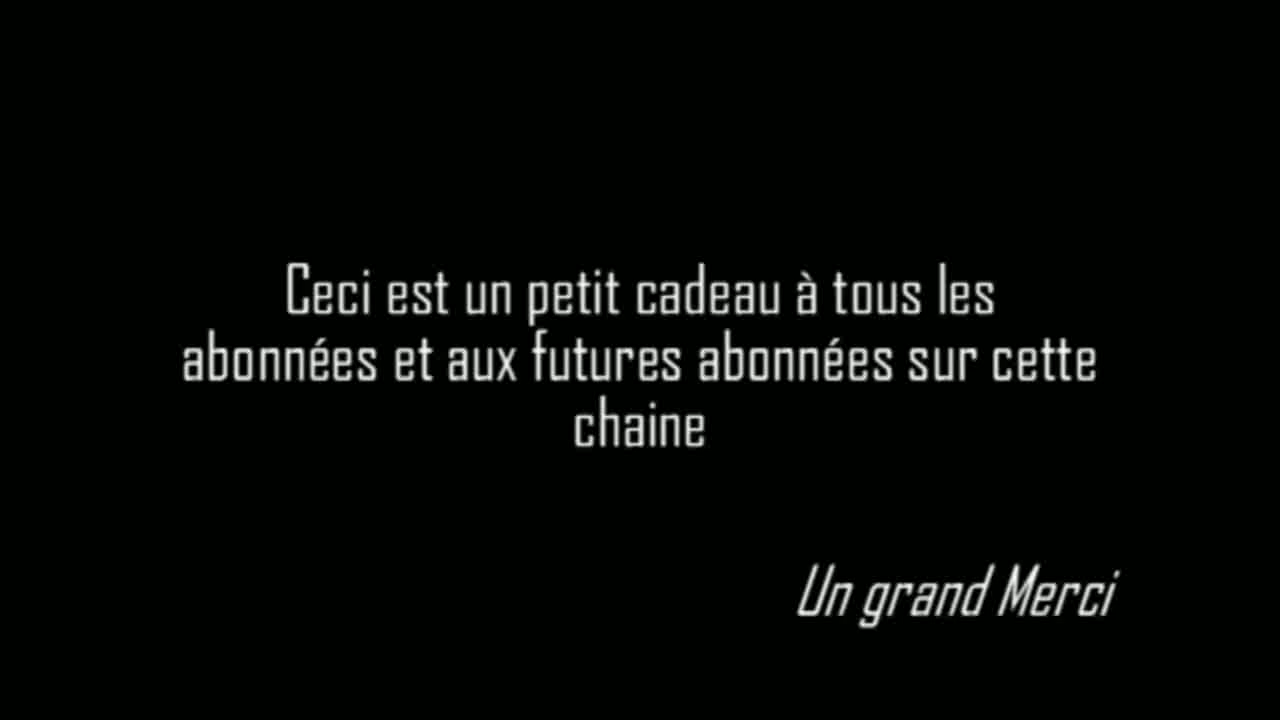 Ceci est un petit cadeau à tous les
abonnées et aux futures abonnées sur cette
chaine
Un grand Merci